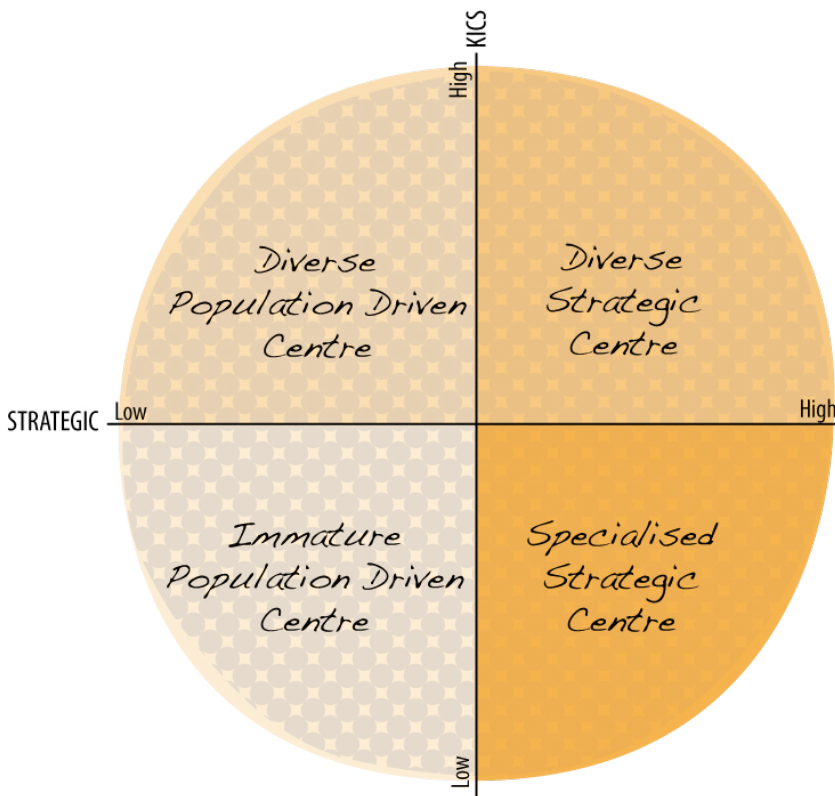 KICS
High
Diverse
Population Driven
Centre
Diverse
Strategic
Centre
STRATEGIC
Low
High
Immature
Population Driven
Centre
Specialised
Strategic
Centre
Low